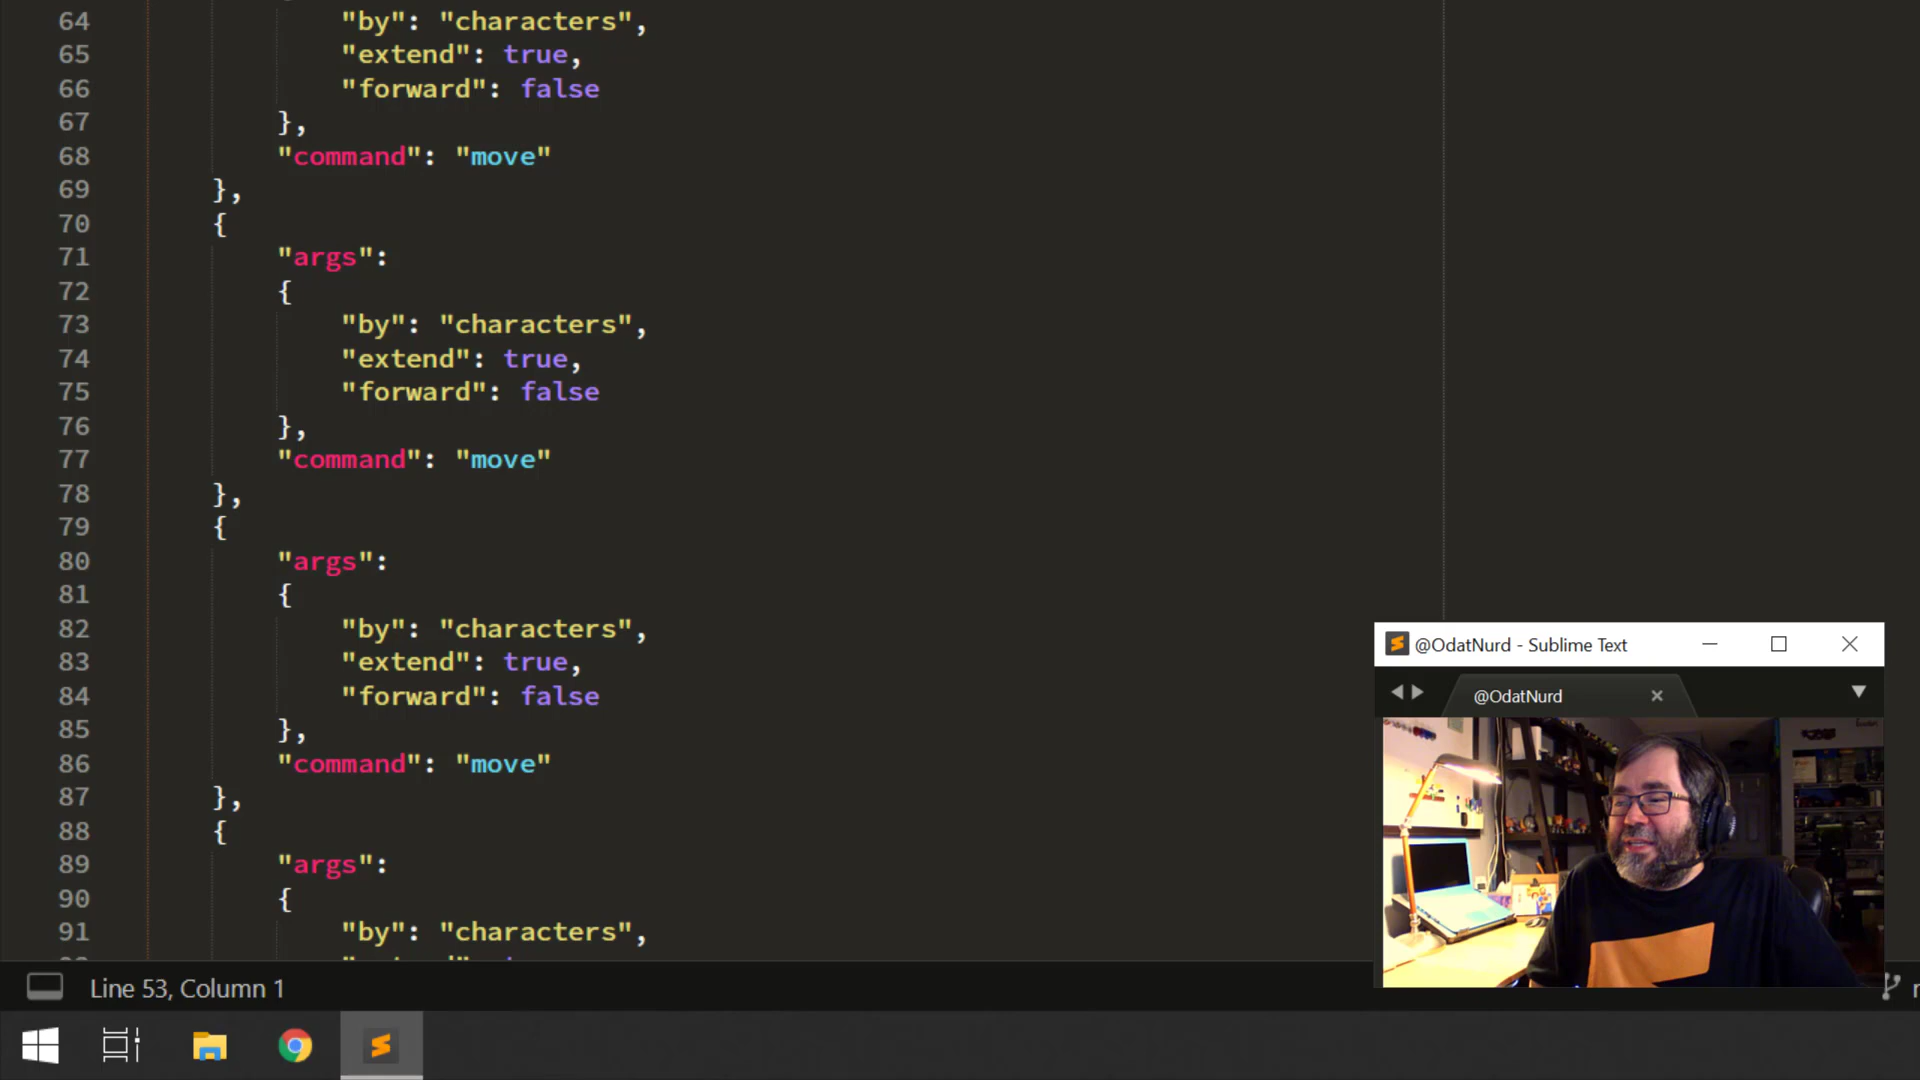 64 "by": "characters",
65 "extend": true,
66 "forward": false
67 },
68 "command": "move"
69 },
70 {
71 "args":
72 {
73 "by": "characters",
74 "extend": true,
75 "forward": false
76 },
77 "command": "move"
78 },
79 {
80 "args":
81 {
82 "by": "characters",
83 "extend": true,
84 "forward": false
85 },
86 "command": "move"
87 },
88 {
89 "args":
90 {
91 "by": "characters",
@OdatNurd - Sublime Text
@OdatNurd
Line 53, Column 1